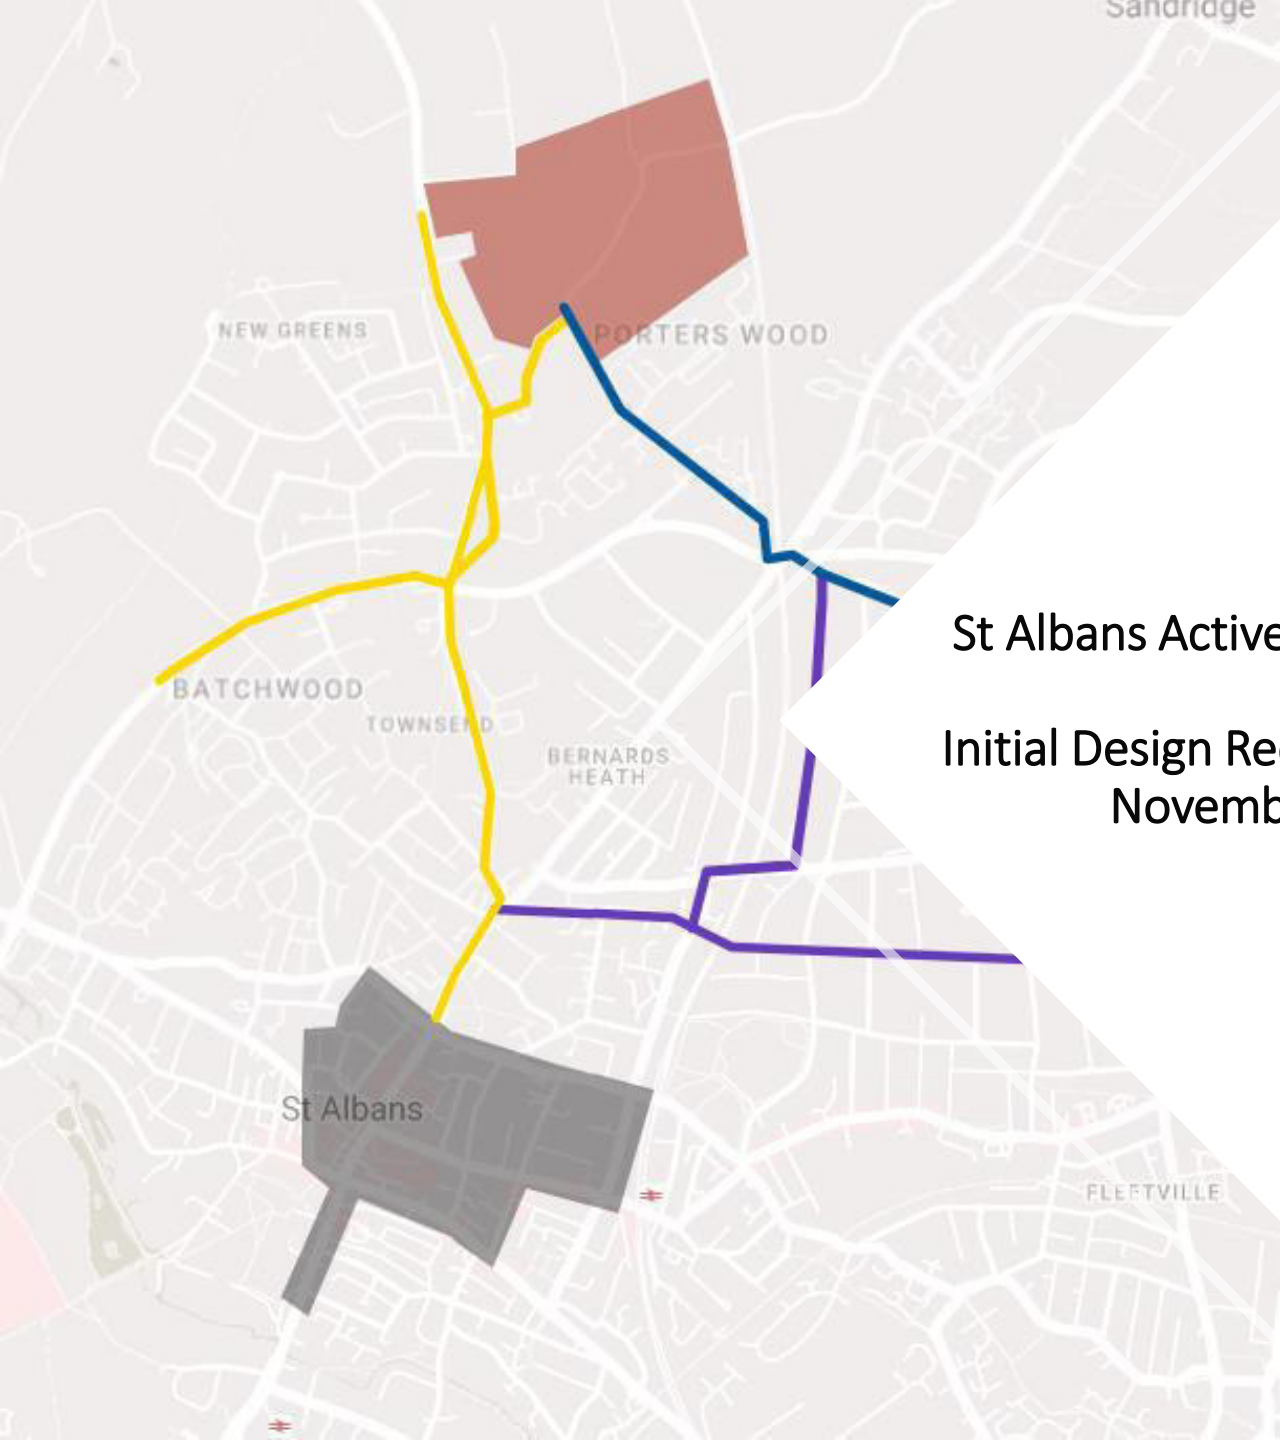 Sandridge
NEW GREENS
PORTERS WOOD
St Albans Active
BATCHWOOD
TOWNSEND
BERNARDS
HEATH
Initial Design Re
Novemb
St Albans
FLEETVILLE